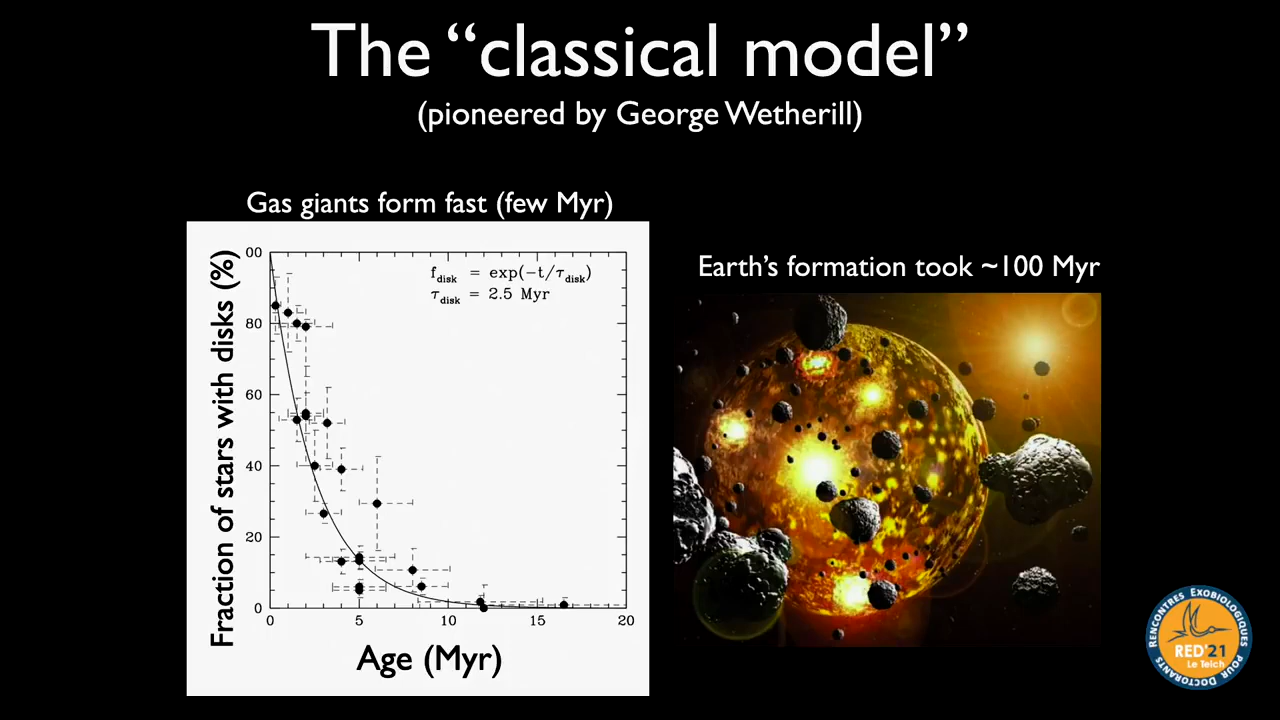 The “classical model”
(pioneered by George Wetherill)
Gas giants form fast (few Myr)
Earth’s formation took ~100 Myr
Fraction of stars with disks (%)
00
80
60
40
20
0
f_disk = exp(-t/τ_disk)
τ_disk = 2.5 Myr
0 5 10 15 20
Age (Myr)
RENCONTRES EXOBIOLOGIQUES POUR DOCTORANTS
RED'21
Le Teich